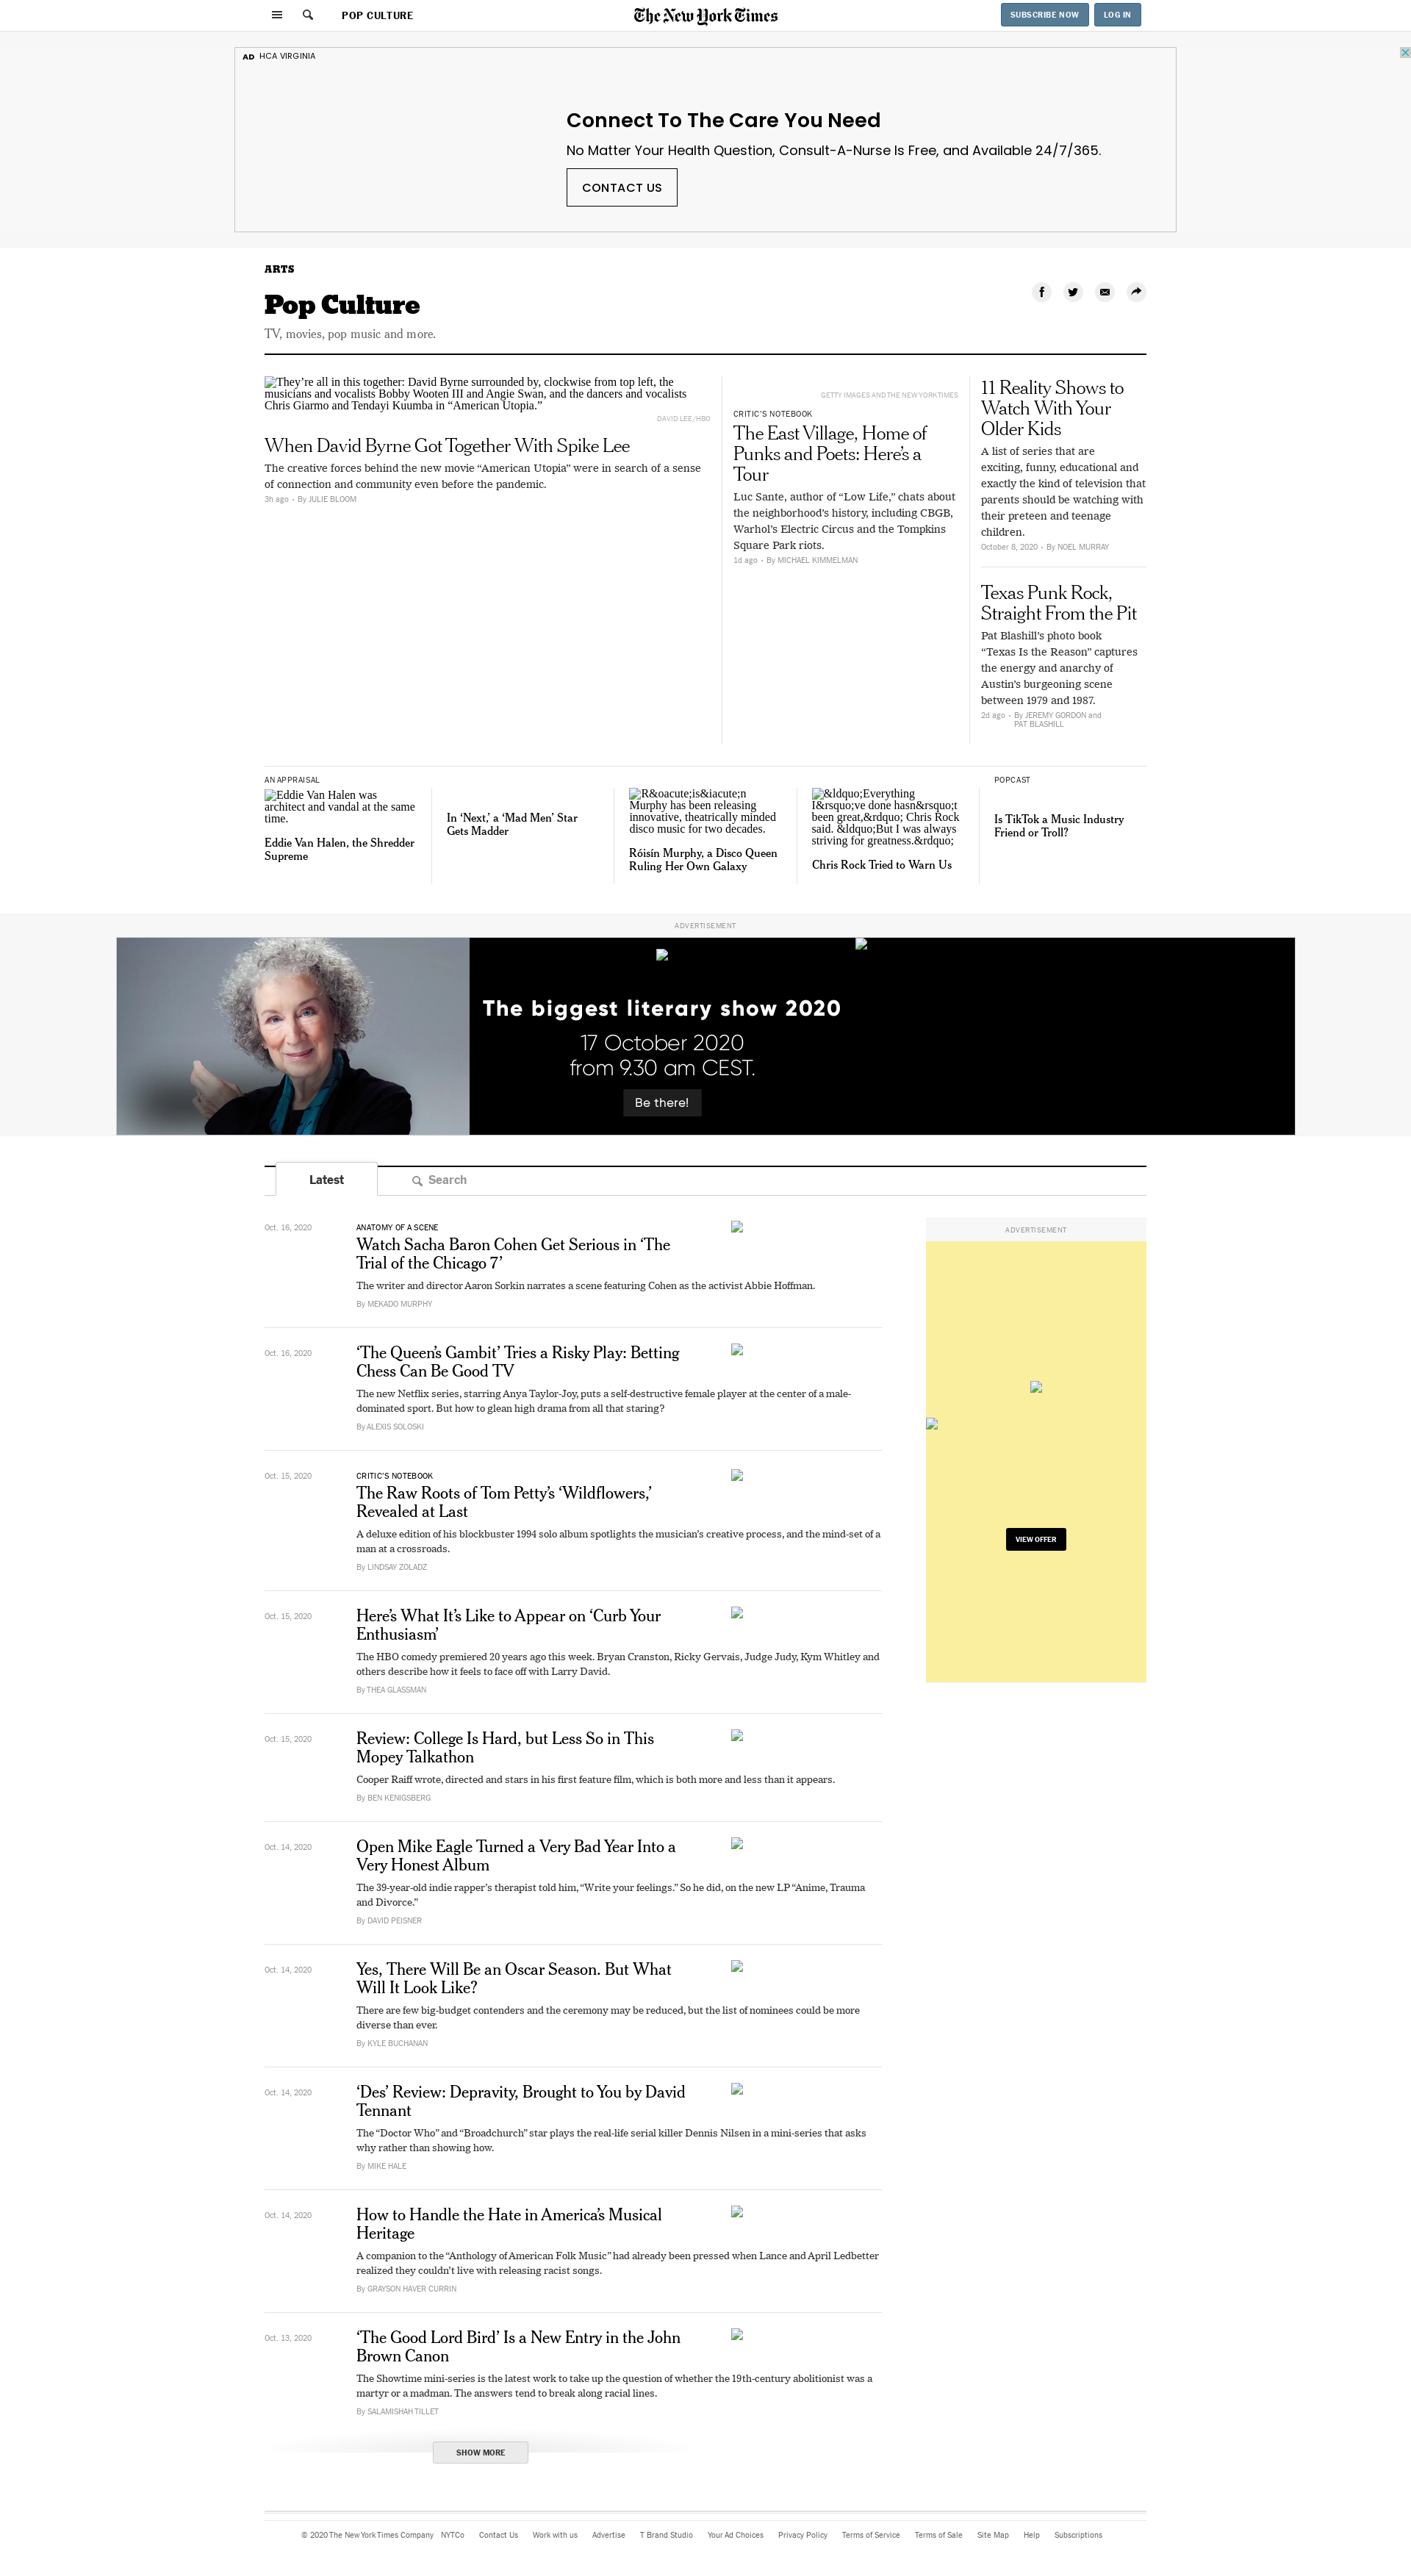 POP CULTURE
The New York Times
SUBSCRIBE NOW
LOG IN
AD HCA VIRGINIA
Connect To The Care You Need
No Matter Your Health Question, Consult-A-Nurse Is Free, and Available 24/7/365.
CONTACT US
ARTS
Pop Culture
TV, movies, pop music and more.
They’re all in this together: David Byrne surrounded by, clockwise from top left, the
musicians and vocalists Bobby Wooten III and Angie Swan, and the dancers and vocalists
Chris Giarmo and Tendayi Kuumba in “American Utopia.”
DAVID LEE/HBO
When David Byrne Got Together With Spike Lee
The creative forces behind the new movie “American Utopia” were in search of a sense
of connection and community even before the pandemic.
3h ago • By JULIE BLOOM
GETTY IMAGES AND THE NEW YORK TIMES
CRITIC’S NOTEBOOK
The East Village, Home of
Punks and Poets: Here’s a
Tour
Luc Sante, author of “Low Life,” chats about
the neighborhood’s history, including CBGB,
Warhol’s Electric Circus and the Tompkins
Square Park riots.
1d ago • By MICHAEL KIMMELMAN
11 Reality Shows to
Watch With Your
Older Kids
A list of series that are
exciting, funny, educational and
exactly the kind of television that
parents should be watching with
their preteen and teenage
children.
October 8, 2020 • By NOEL MURRAY
Texas Punk Rock,
Straight From the Pit
Pat Blashill’s photo book
“Texas Is the Reason” captures
the energy and anarchy of
Austin’s burgeoning scene
between 1979 and 1987.
2d ago • By JEREMY GORDON and
PAT BLASHILL
AN APPRAISAL
Eddie Van Halen was
architect and vandal at the same
time.
Eddie Van Halen, the Shredder
Supreme
In ‘Next,’ a ‘Mad Men’ Star
Gets Madder
R&oacute;is&iacute;n
Murphy has been releasing
innovative, theatrically minded
disco music for two decades.
Róisín Murphy, a Disco Queen
Ruling Her Own Galaxy
&ldquo;Everything
I&rsquo;ve done hasn&rsquo;t
been great,&rdquo; Chris Rock
said. &ldquo;But I was always
striving for greatness.&rdquo;
Chris Rock Tried to Warn Us
POPCAST
Is TikTok a Music Industry
Friend or Troll?
ADVERTISEMENT
The biggest literary show 2020
17 October 2020
from 9.30 am CEST.
Be there!
Latest
Search
Oct. 16, 2020
ANATOMY OF A SCENE
Watch Sacha Baron Cohen Get Serious in ‘The
Trial of the Chicago 7’
The writer and director Aaron Sorkin narrates a scene featuring Cohen as the activist Abbie Hoffman.
By MEKADO MURPHY
ADVERTISEMENT
VIEW OFFER
Oct. 16, 2020
‘The Queen’s Gambit’ Tries a Risky Play: Betting
Chess Can Be Good TV
The new Netflix series, starring Anya Taylor-Joy, puts a self-destructive female player at the center of a male-
dominated sport. But how to glean high drama from all that staring?
By ALEXIS SOLOSKI
Oct. 15, 2020
CRITIC’S NOTEBOOK
The Raw Roots of Tom Petty’s ‘Wildflowers,’
Revealed at Last
A deluxe edition of his blockbuster 1994 solo album spotlights the musician’s creative process, and the mind-set of a
man at a crossroads.
By LINDSAY ZOLADZ
Oct. 15, 2020
Here’s What It’s Like to Appear on ‘Curb Your
Enthusiasm’
The HBO comedy premiered 20 years ago this week. Bryan Cranston, Ricky Gervais, Judge Judy, Kym Whitley and
others describe how it feels to face off with Larry David.
By THEA GLASSMAN
Oct. 15, 2020
Review: College Is Hard, but Less So in This
Mopey Talkathon
Cooper Raiff wrote, directed and stars in his first feature film, which is both more and less than it appears.
By BEN KENIGSBERG
Oct. 14, 2020
Open Mike Eagle Turned a Very Bad Year Into a
Very Honest Album
The 39-year-old indie rapper’s therapist told him, “Write your feelings.” So he did, on the new LP “Anime, Trauma
and Divorce.”
By DAVID PEISNER
Oct. 14, 2020
Yes, There Will Be an Oscar Season. But What
Will It Look Like?
There are few big-budget contenders and the ceremony may be reduced, but the list of nominees could be more
diverse than ever.
By KYLE BUCHANAN
Oct. 14, 2020
‘Des’ Review: Depravity, Brought to You by David
Tennant
The “Doctor Who” and “Broadchurch” star plays the real-life serial killer Dennis Nilsen in a mini-series that asks
why rather than showing how.
By MIKE HALE
Oct. 14, 2020
How to Handle the Hate in America’s Musical
Heritage
A companion to the “Anthology of American Folk Music” had already been pressed when Lance and April Ledbetter
realized they couldn’t live with releasing racist songs.
By GRAYSON HAVER CURRIN
Oct. 13, 2020
‘The Good Lord Bird’ Is a New Entry in the John
Brown Canon
The Showtime mini-series is the latest work to take up the question of whether the 19th-century abolitionist was a
martyr or a madman. The answers tend to break along racial lines.
By SALAMISHAH TILLET
SHOW MORE
© 2020 The New York Times Company NYTCo Contact Us Work with us Advertise T Brand Studio Your Ad Choices Privacy Policy Terms of Service Terms of Sale Site Map Help Subscriptions